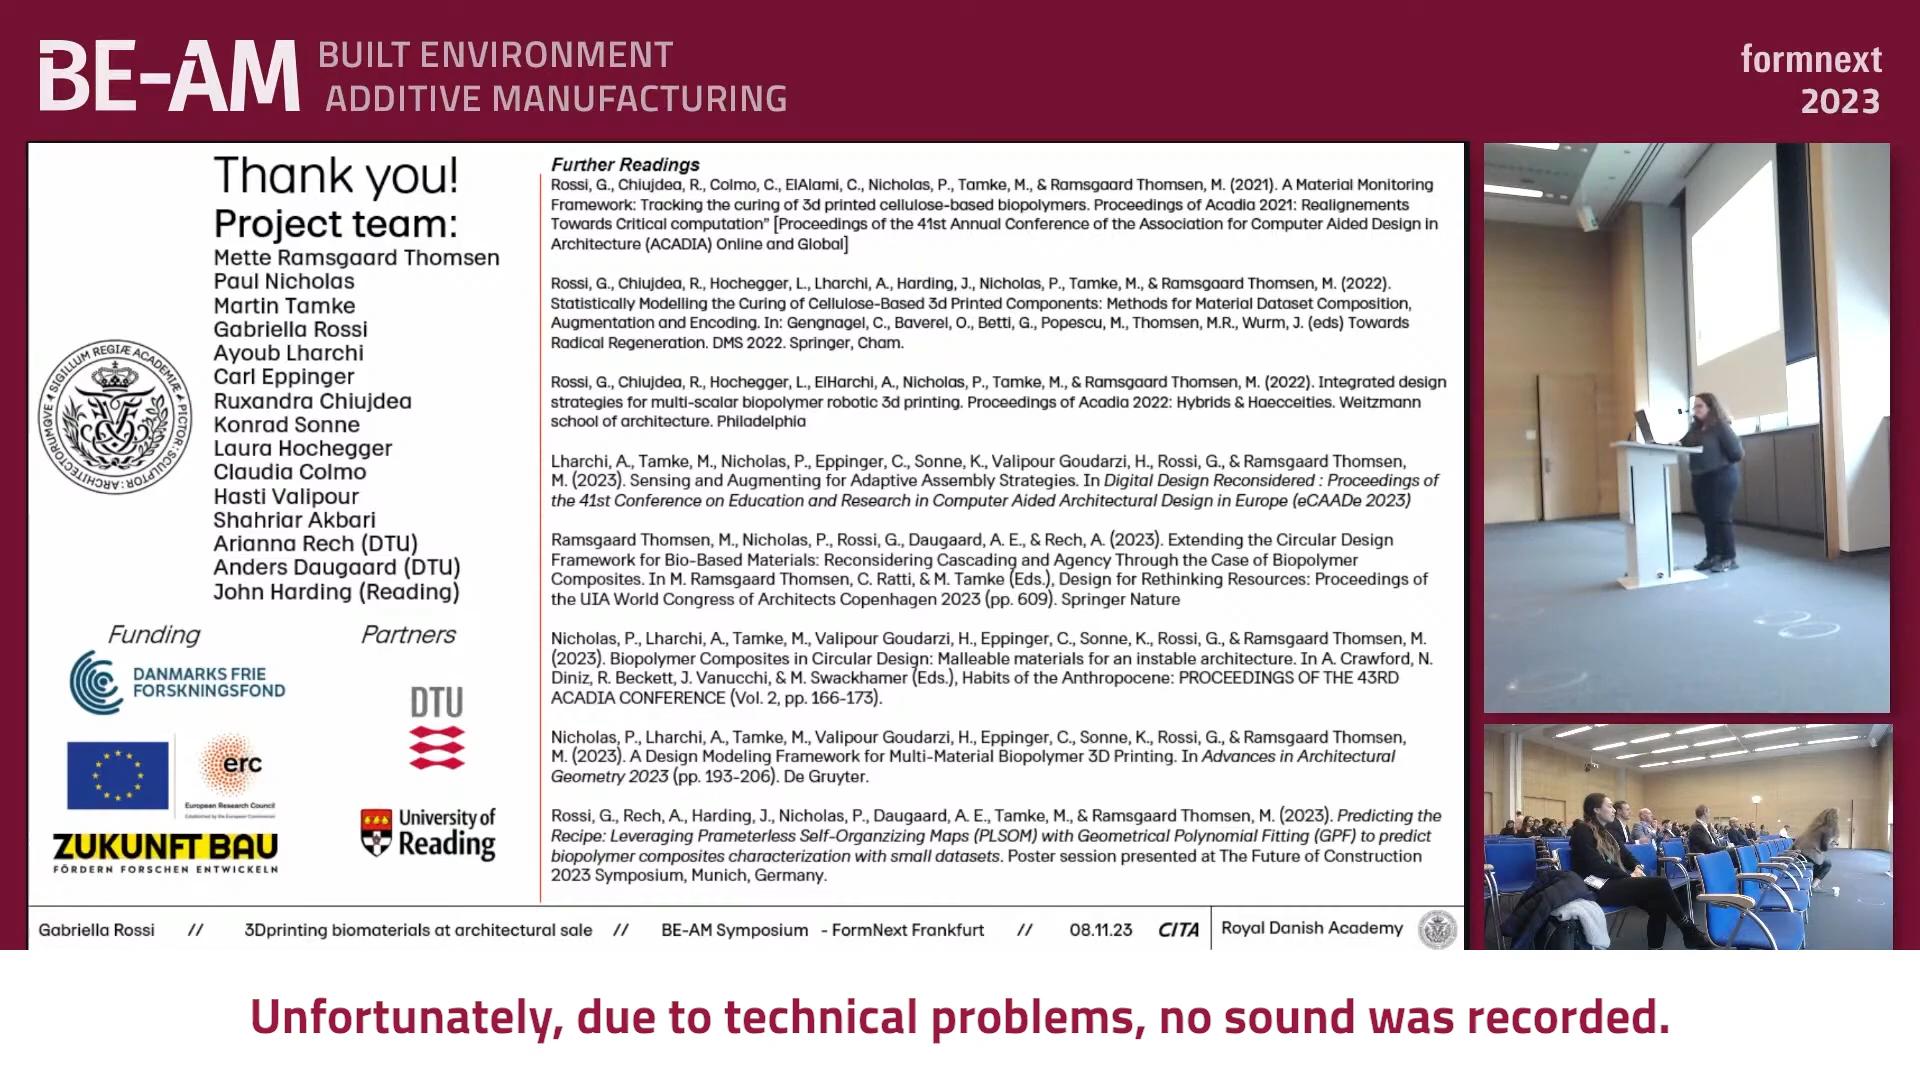 BE-AM BUILT ENVIRONMENT
ADDITIVE MANUFACTURING
formnext
2023
Thank you!
Project team:
Mette Ramsgaard Thomsen
Paul Nicholas
Martin Tamke
Gabriella Rossi
Ayoub Lharchi
Carl Eppinger
Ruxandra Chiujdea
Konrad Sonne
Laura Hochegger
Claudia Colmo
Hasti Valipour
Shahriar Akbari
Arianna Rech (DTU)
Anders Daugaard (DTU)
John Harding (Reading)
SIGILLUM REGIÆ ACADEMIÆ PICTOR: SCULPTOR: ARCHITECTORUMQVE
Funding
DANMARKS FRIE
FORSKNINGSFOND
erc
European Research Council
Established by the European Commission
ZUKUNFT BAU
FÖRDERN FORSCHEN ENTWICKELN
Partners
DTU
University of
Reading
Further Readings
Rossi, G., Chiujdea, R., Colmo, C., ElAlami, C., Nicholas, P., Tamke, M., & Ramsgaard Thomsen, M. (2021). A Material Monitoring
Framework: Tracking the curing of 3d printed cellulose-based biopolymers. Proceedings of Acadia 2021: Realignements
Towards Critical computation" [Proceedings of the 41st Annual Conference of the Association for Computer Aided Design in
Architecture (ACADIA) Online and Global]
Rossi, G., Chiujdea, R., Hochegger, L., Lharchi, A., Harding, J., Nicholas, P., Tamke, M., & Ramsgaard Thomsen, M. (2022).
Statistically Modelling the Curing of Cellulose-Based 3d Printed Components: Methods for Material Dataset Composition,
Augmentation and Encoding. In: Gengnagel, C., Baverel, O., Betti, G., Popescu, M., Thomsen, M.R., Wurm, J. (eds) Towards
Radical Regeneration. DMS 2022. Springer, Cham.
Rossi, G., Chiujdea, R., Hochegger, L., ElHarchi, A., Nicholas, P., Tamke, M., & Ramsgaard Thomsen, M. (2022). Integrated design
strategies for multi-scalar biopolymer robotic 3d printing. Proceedings of Acadia 2022: Hybrids & Haecceities. Weitzmann
school of architecture. Philadelphia
Lharchi, A., Tamke, M., Nicholas, P., Eppinger, C., Sonne, K., Valipour Goudarzi, H., Rossi, G., & Ramsgaard Thomsen,
M. (2023). Sensing and Augmenting for Adaptive Assembly Strategies. In Digital Design Reconsidered : Proceedings of
the 41st Conference on Education and Research in Computer Aided Architectural Design in Europe (eCAADe 2023)
Ramsgaard Thomsen, M., Nicholas, P., Rossi, G., Daugaard, A. E., & Rech, A. (2023). Extending the Circular Design
Framework for Bio-Based Materials: Reconsidering Cascading and Agency Through the Case of Biopolymer
Composites. In M. Ramsgaard Thomsen, C. Ratti, & M. Tamke (Eds.), Design for Rethinking Resources: Proceedings of
the UIA World Congress of Architects Copenhagen 2023 (pp. 609). Springer Nature
Nicholas, P., Lharchi, A., Tamke, M., Valipour Goudarzi, H., Eppinger, C., Sonne, K., Rossi, G., & Ramsgaard Thomsen, M.
(2023). Biopolymer Composites in Circular Design: Malleable materials for an instable architecture. In A. Crawford, N.
Diniz, R. Beckett, J. Vanucchi, & M. Swackhamer (Eds.), Habits of the Anthropocene: PROCEEDINGS OF THE 43RD
ACADIA CONFERENCE (Vol. 2, pp. 166-173).
Nicholas, P., Lharchi, A., Tamke, M., Valipour Goudarzi, H., Eppinger, C., Sonne, K., Rossi, G., & Ramsgaard Thomsen,
M. (2023). A Design Modeling Framework for Multi-Material Biopolymer 3D Printing. In Advances in Architectural
Geometry 2023 (pp. 193-206). De Gruyter.
Rossi, G., Rech, A., Harding, J., Nicholas, P., Daugaard, A. E., Tamke, M., & Ramsgaard Thomsen, M. (2023). Predicting the
Recipe: Leveraging Prameterless Self-Organzizing Maps (PLSOM) with Geometrical Polynomial Fitting (GPF) to predict
biopolymer composites characterization with small datasets. Poster session presented at The Future of Construction
2023 Symposium, Munich, Germany.
Gabriella Rossi // 3Dprinting biomaterials at architectural sale // BE-AM Symposium - FormNext Frankfurt // 08.11.23 CITA Royal Danish Academy
Unfortunately, due to technical problems, no sound was recorded.